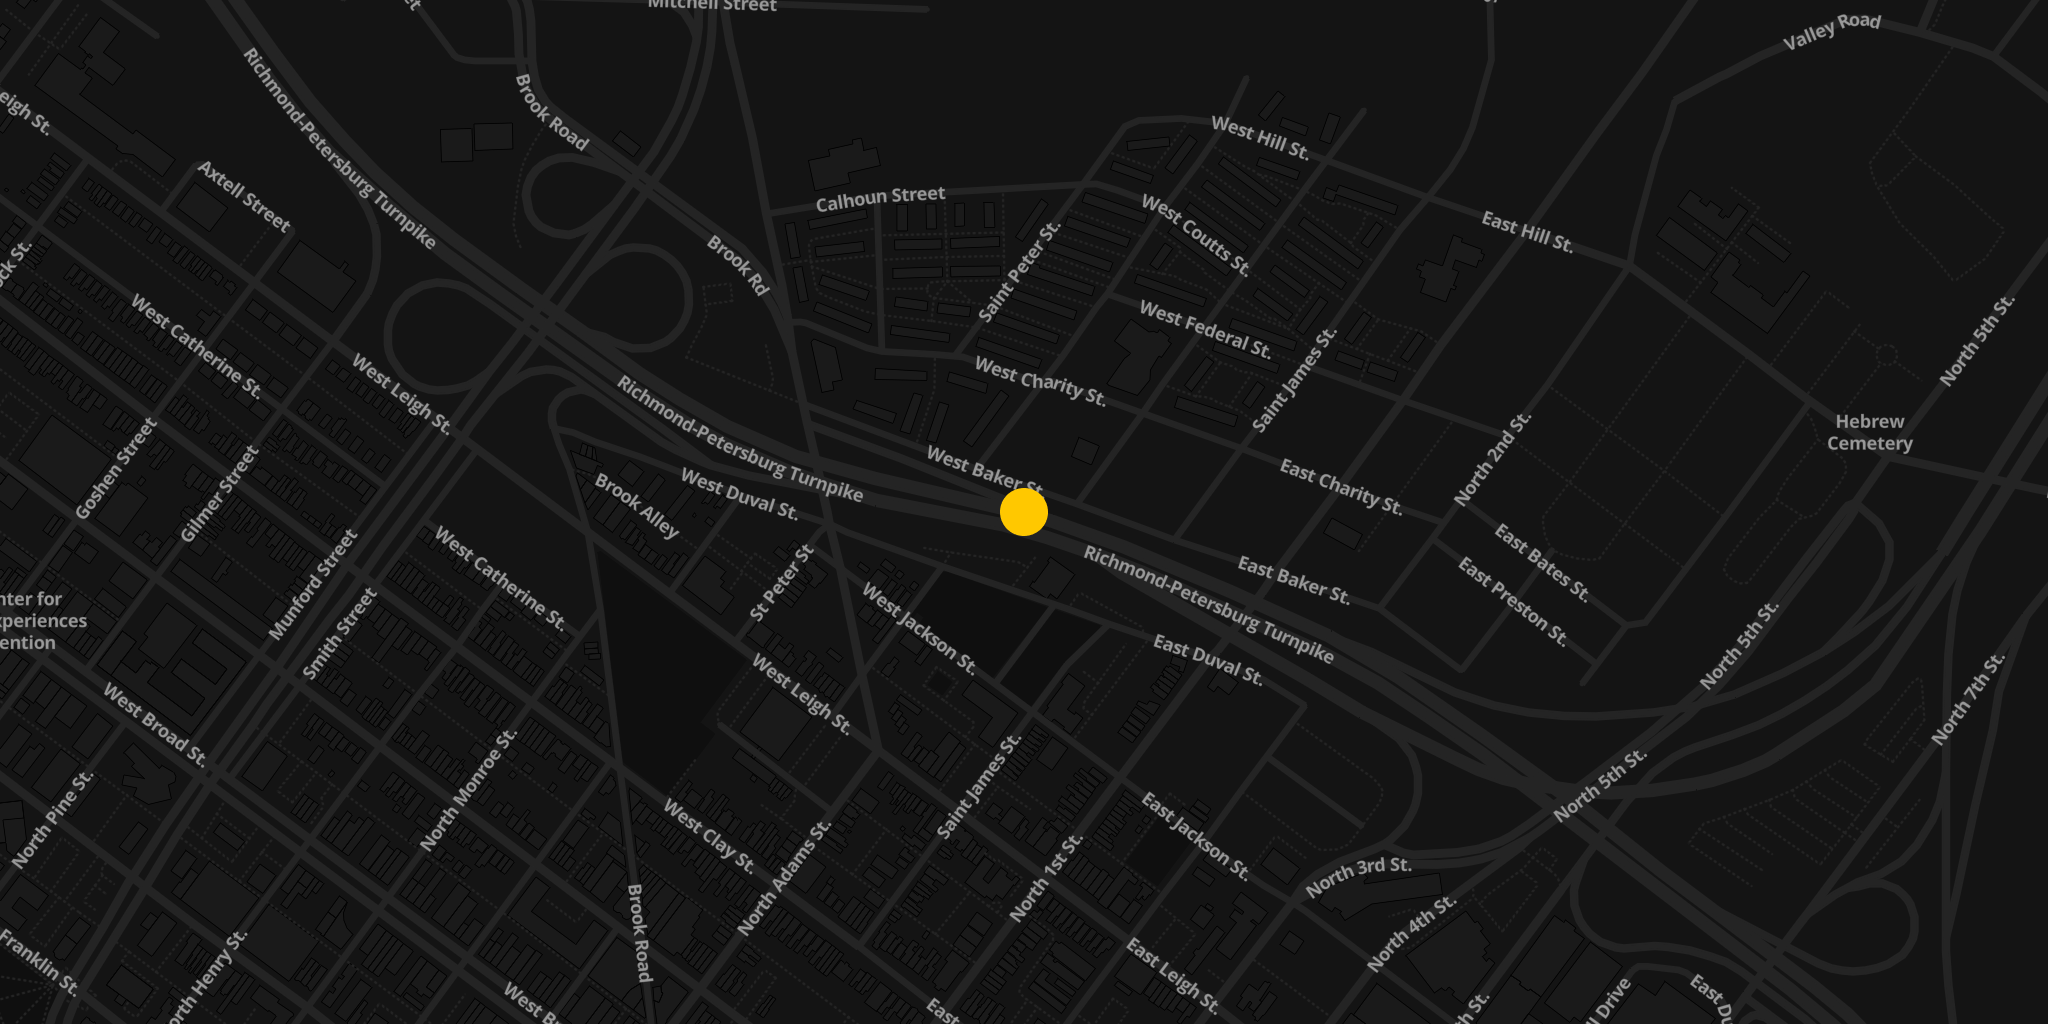 Mitchell Street
Valley Road
Richmond-Petersburg Turnpike
Brook Road
West Hill St.
Axtell Street
Calhoun Street
West Coutts St.
East Hill St.
Brook Rd
Saint Peter St.
West Catherine St.
West Leigh St.
West Federal St.
North 5th St.
Richmond-Petersburg Turnpike
West Charity St.
Saint James St.
Goshen Street
Gilmer Street
Hebrew
Cemetery
North 2nd St.
West Baker St.
East Charity St.
West Duval St.
Brook Alley
East Bates St.
West Catherine St.
Munford Street
Smith Street
St Peter St
West Jackson St.
Richmond-Petersburg Turnpike
East Baker St.
East Preston St.
nter for
xperiences
ention
East Duval St.
North 5th St.
North 7th St.
West Leigh St.
West Broad St.
North Pine St.
North Monroe St.
Saint James St.
West Clay St.
North Adams St.
North 1st St.
East Jackson St.
North 5th St.
North 3rd St.
North 4th St.
Brook Road
Franklin St.
orth Henry St.
West Br
East
East Leigh St.
th St.
ll Drive
East Du
eigh St.
ck St.